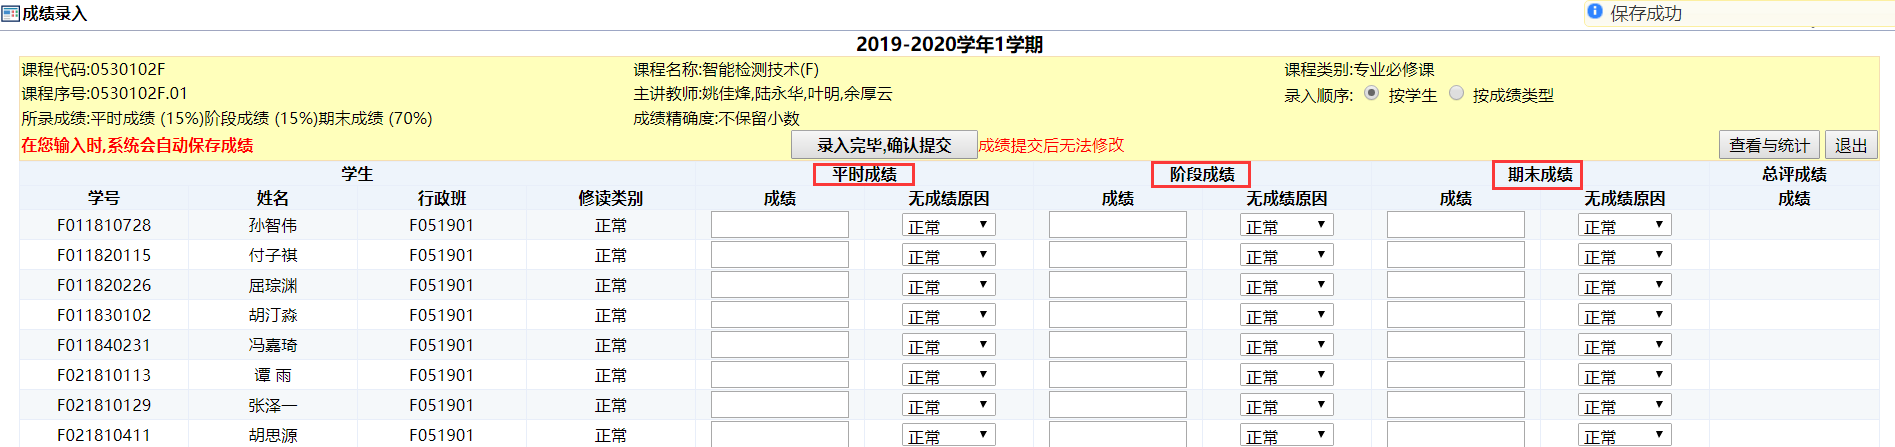 成绩录入
保存成功
2019-2020学年1学期
课程代码:0530102F 课程名称:智能检测技术(F) 课程类别:专业必修课
课程序号:0530102F.01 主讲教师:姚佳烽,陆永华,叶明,余厚云 录入顺序: 按学生 按成绩类型
所录成绩:平时成绩 (15%)阶段成绩 (15%)期末成绩 (70%) 成绩精确度:不保留小数
在您输入时,系统会自动保存成绩 录入完毕,确认提交 成绩提交后无法修改 查看与统计 退出
学生 平时成绩 阶段成绩 期末成绩 总评成绩
学号 姓名 行政班 修读类别 成绩 无成绩原因 成绩 无成绩原因 成绩 无成绩原因 成绩
F011810728 孙智伟 F051901 正常 正常 正常 正常
F011820115 付子祺 F051901 正常 正常 正常 正常
F011820226 屈琮渊 F051901 正常 正常 正常 正常
F011830102 胡汀淼 F051901 正常 正常 正常 正常
F011840231 冯嘉琦 F051901 正常 正常 正常 正常
F021810113 谭 雨 F051901 正常 正常 正常 正常
F021810129 张泽一 F051901 正常 正常 正常 正常
F021810411 胡思源 F051901 正常 正常 正常 正常